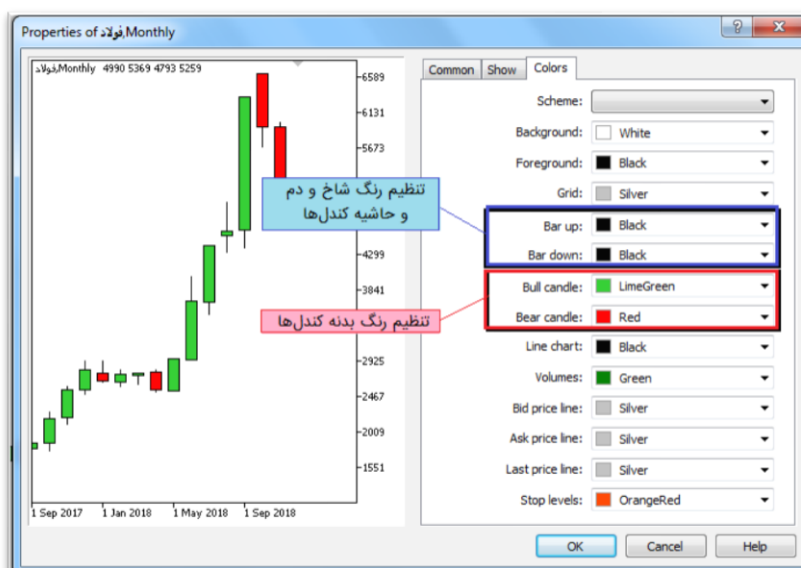 Properties of فولاد,Monthly
فولاد,Monthly 4990 5369 4793 5259
6589
6131
5673
4299
3841
2925
2467
2009
1551
1 Sep 2017
1 Jan 2018
1 May 2018
1 Sep 2018
تنظیم رنگ شاخ و دم
و حاشیه کندل‌ها
تنظیم رنگ بدنه کندل‌ها
Common
Show
Colors
Scheme:
Background: White
Foreground: Black
Grid: Silver
Bar up: Black
Bar down: Black
Bull candle: LimeGreen
Bear candle: Red
Line chart: Black
Volumes: Green
Bid price line: Silver
Ask price line: Silver
Last price line: Silver
Stop levels: OrangeRed
OK
Cancel
Help